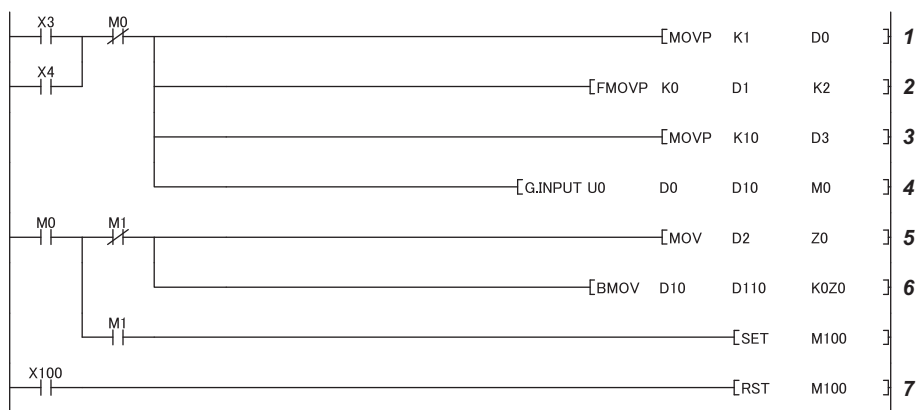 X3 M0 [MOVP K1 D0 ] 1
X4 [FMOVP K0 D1 K2 ] 2
[MOVP K10 D3 ] 3
[G.INPUT U0 D0 D10 M0 ] 4
M0 M1 [MOV D2 Z0 ] 5
[BMOV D10 D110 K0Z0 ] 6
M1 [SET M100 ]
X100 [RST M100 ] 7